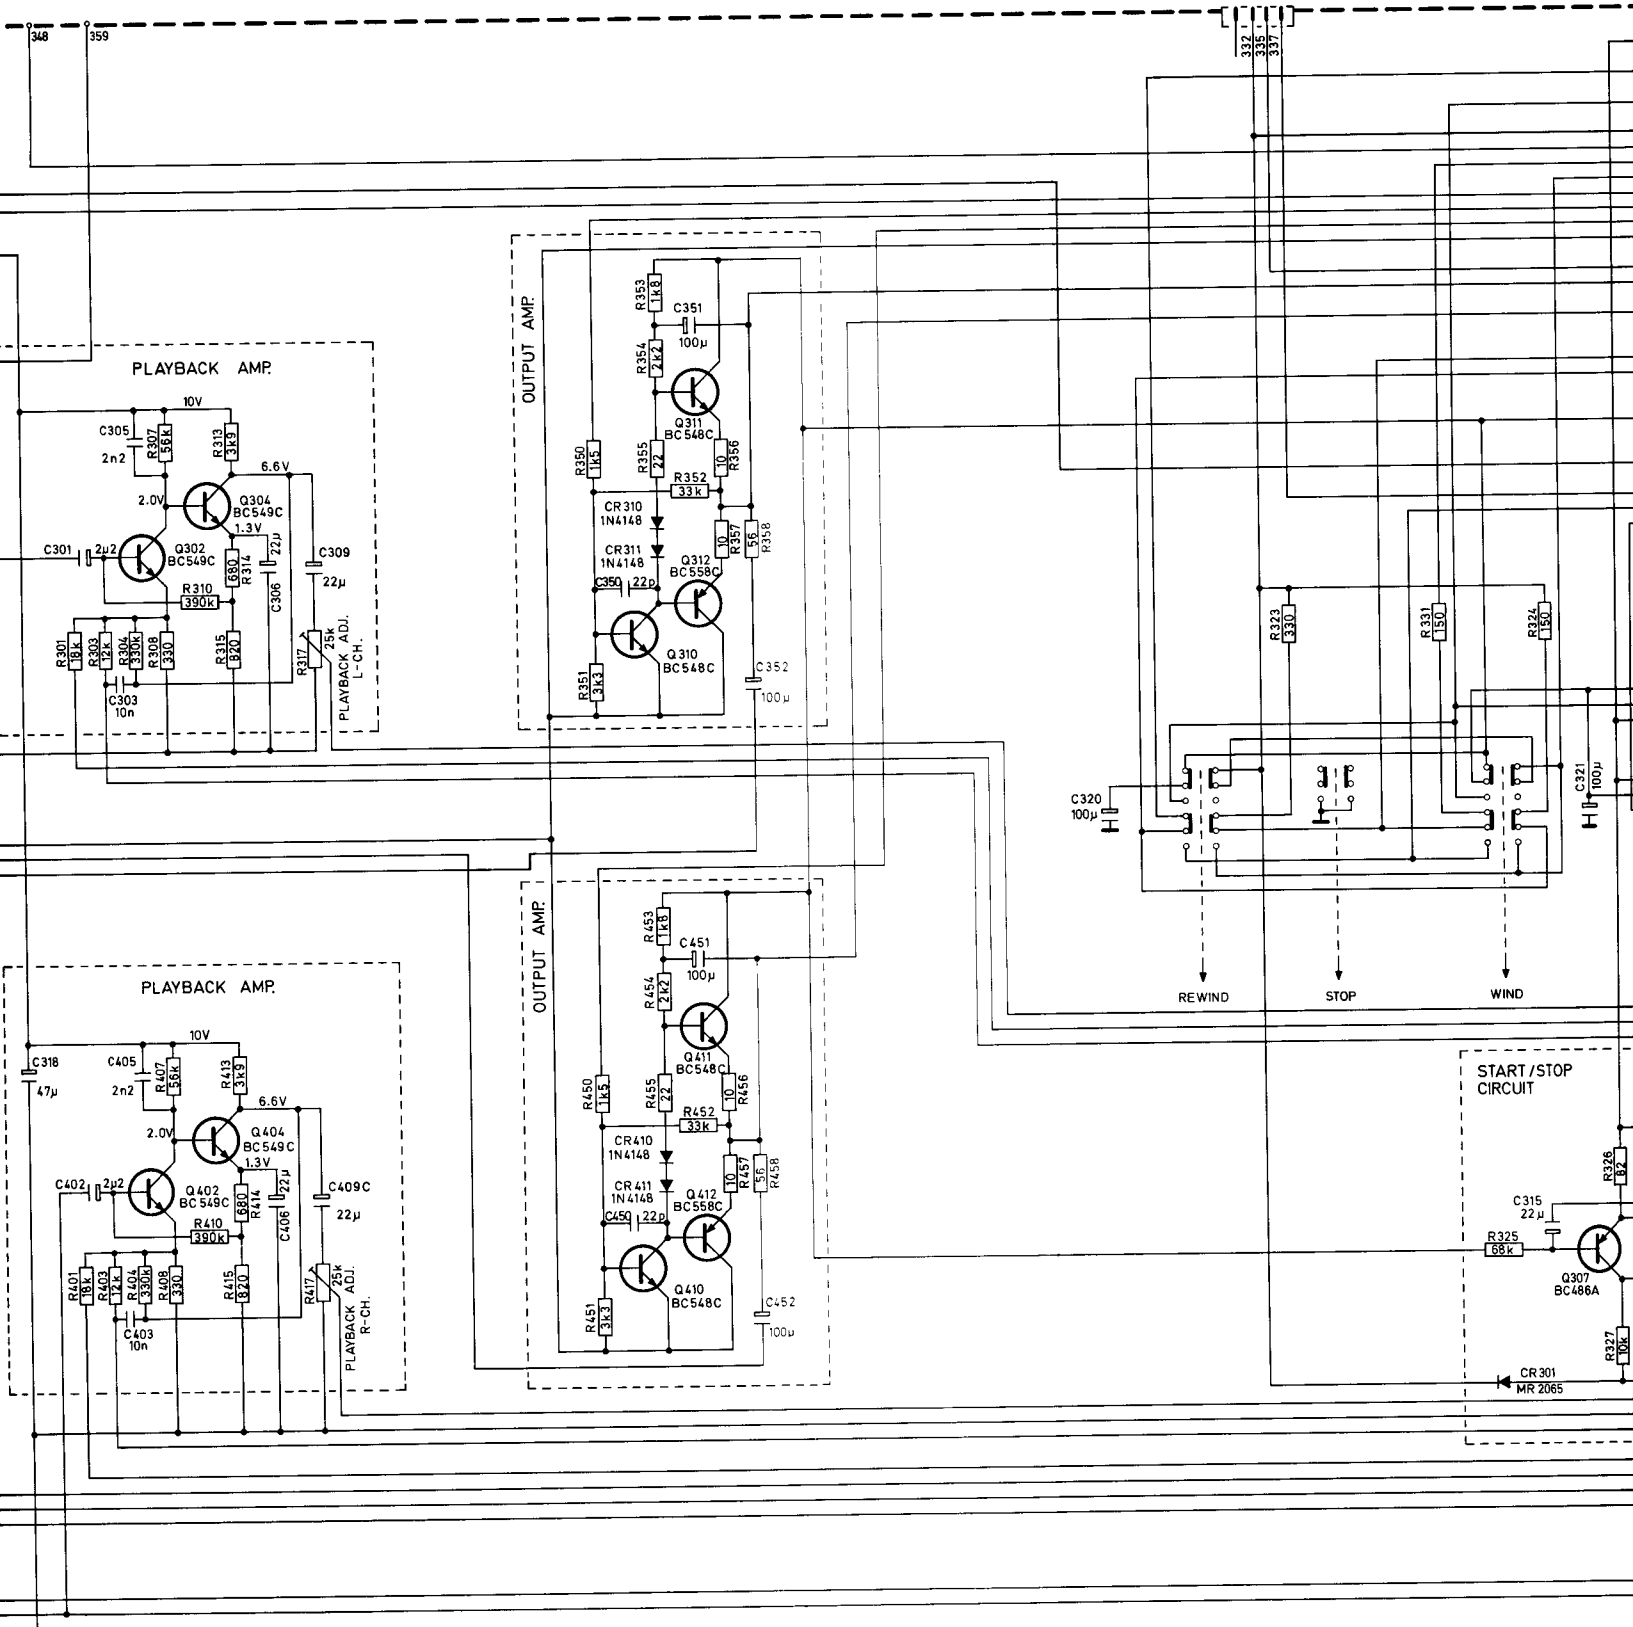 348
359
332
335
337
PLAYBACK AMP.
10V
C305
2n2
R307
56k
R313
3k9
6.6V
2.0V
Q304
BC549C
1.3V
C301
2µ2
Q302
BC549C
680
R314
22µ
C306
C309
22µ
R310
390k
R301
18k
R303
12k
R304
330k
R308
330
R315
820
R317
25k
PLAYBACK ADJ.
L-CH.
C303
10n
OUTPUT AMP.
R353
1k8
C351
100µ
R354
2k2
Q311
BC548C
R350
1k5
R355
22
10
R356
R352
33k
CR310
1N4148
10
R357
56
R358
CR311
1N4148
Q312
BC558C
C350
22p
Q310
BC548C
R351
3k3
C352
100µ
R323
330
R331
150
R324
150
C320
100µ
C321
100µ
REWIND
STOP
WIND
PLAYBACK AMP.
10V
C318
47µ
C405
2n2
R407
56k
R413
3k9
6.6V
2.0V
Q404
BC549C
1.3V
C402
2µ2
Q402
BC549C
680
R414
22µ
C406
C409C
22µ
R410
390k
R401
18k
R403
12k
R404
330k
R408
330
R415
820
R417
25k
PLAYBACK ADJ.
R-CH.
C403
10n
OUTPUT AMP.
R453
1k8
C451
100µ
R454
2k2
Q411
BC548C
R450
1k5
R455
22
10
R456
R452
33k
CR410
1N4148
10
R457
56
R458
CR411
1N4148
Q412
BC558C
C450
22p
Q410
BC548C
R451
3k3
C452
100µ
START/STOP
CIRCUIT
R326
82
C315
22µ
R325
68k
Q307
BC486A
R327
10k
CR301
MR 2065